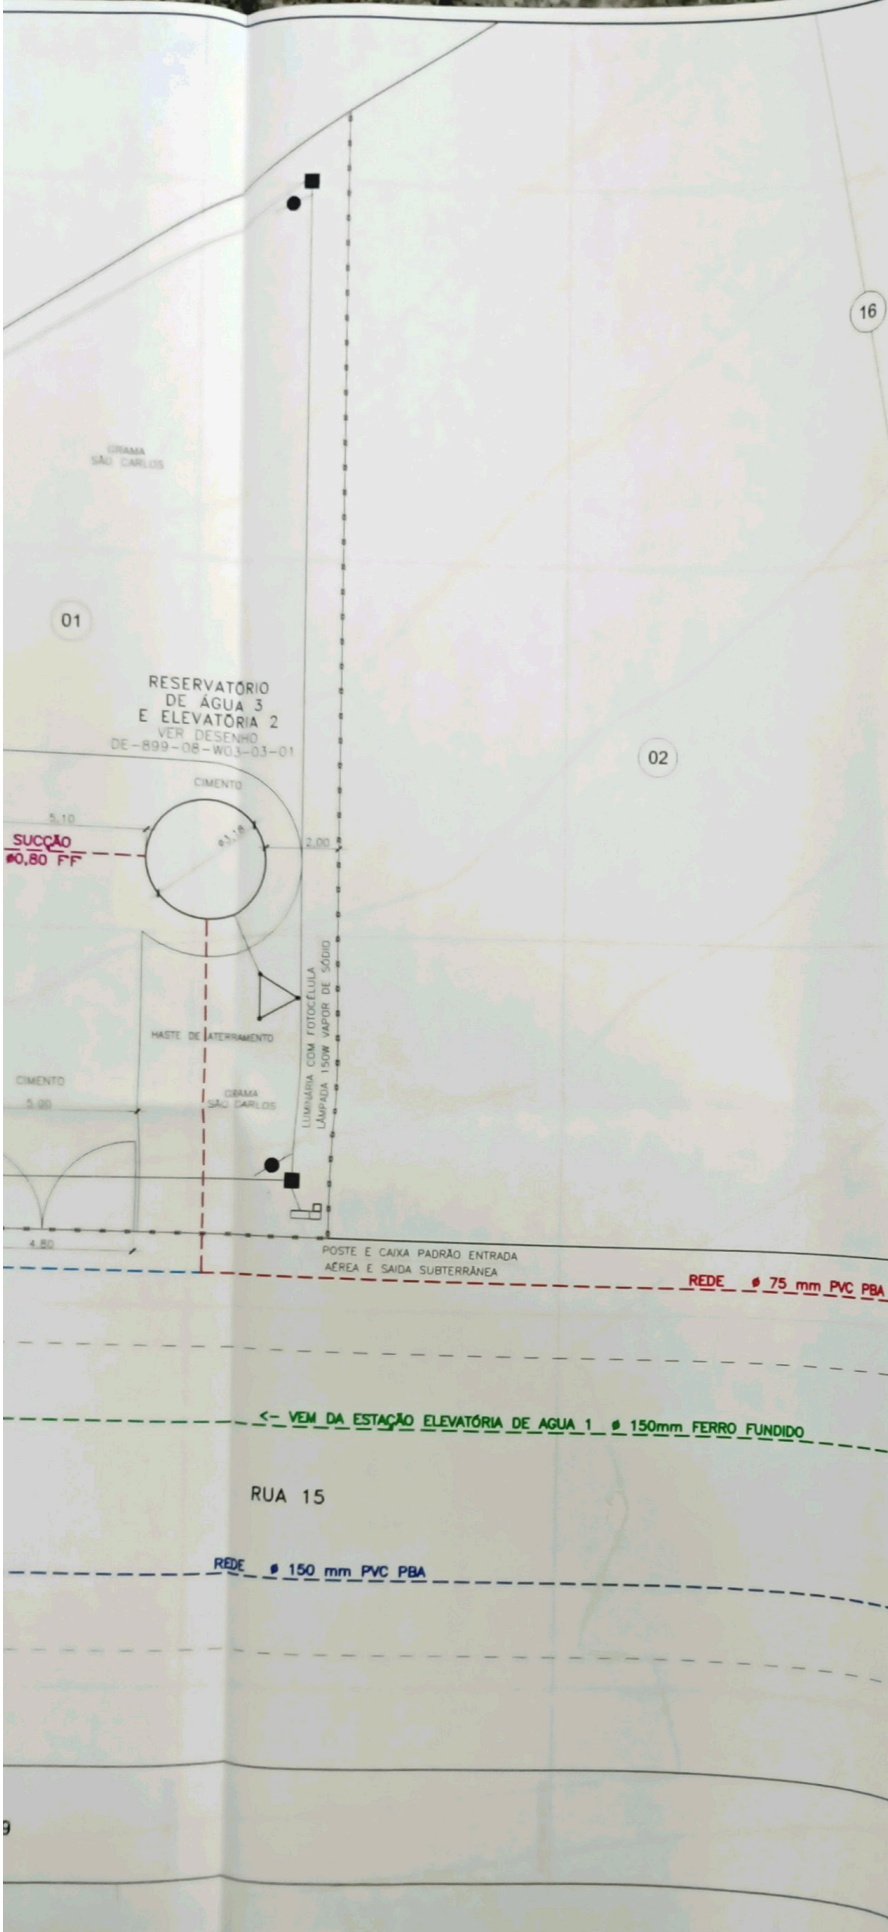 16
GRAMA
SÃO CARLOS
01
RESERVATÓRIO
DE ÁGUA 3
E ELEVATÓRIA 2
VER DESENHO
DE-899-08-W03-03-01
02
CIMENTO
5,10
ø3,18
2,00
SUCÇÃO
ø0,80 FF
LUMINÁRIA COM FOTOCÉLULA
LÂMPADA 150W VAPOR DE SÓDIO
HASTE DE ATERRAMENTO
CIMENTO
5,00
GRAMA
SÃO CARLOS
4,80
POSTE E CAIXA PADRÃO ENTRADA
AÉREA E SAIDA SUBTERRÂNEA
REDE ø 75 mm PVC PBA
<- VEM DA ESTAÇÃO ELEVATÓRIA DE AGUA 1 ø 150mm FERRO FUNDIDO
RUA 15
REDE ø 150 mm PVC PBA
9